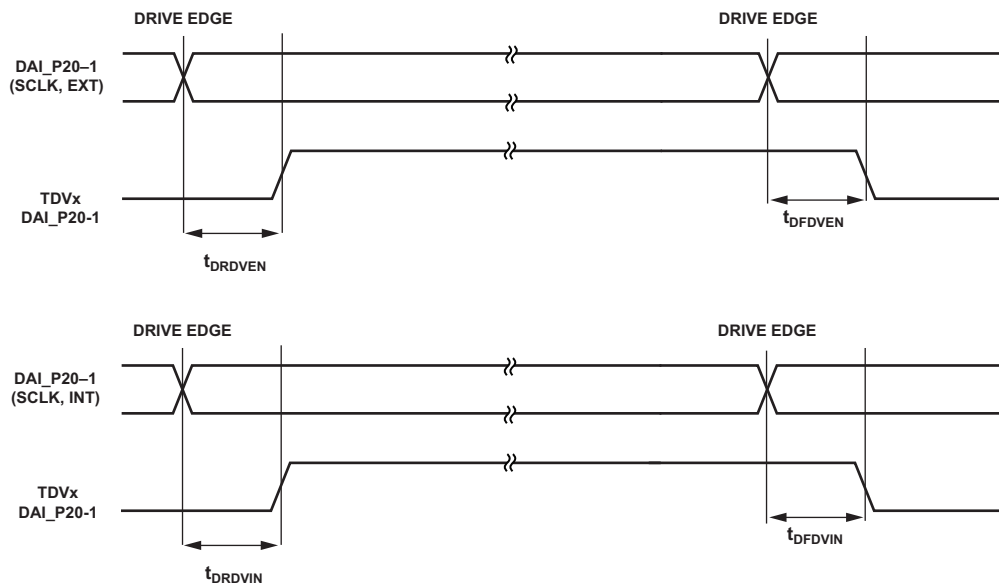 DRIVE EDGE
DRIVE EDGE
DAI_P20–1
(SCLK, EXT)
TDVx
DAI_P20-1
tDFDVEN
tDRDVEN
DRIVE EDGE
DRIVE EDGE
DAI_P20–1
(SCLK, INT)
TDVx
DAI_P20-1
tDFDVIN
tDRDVIN